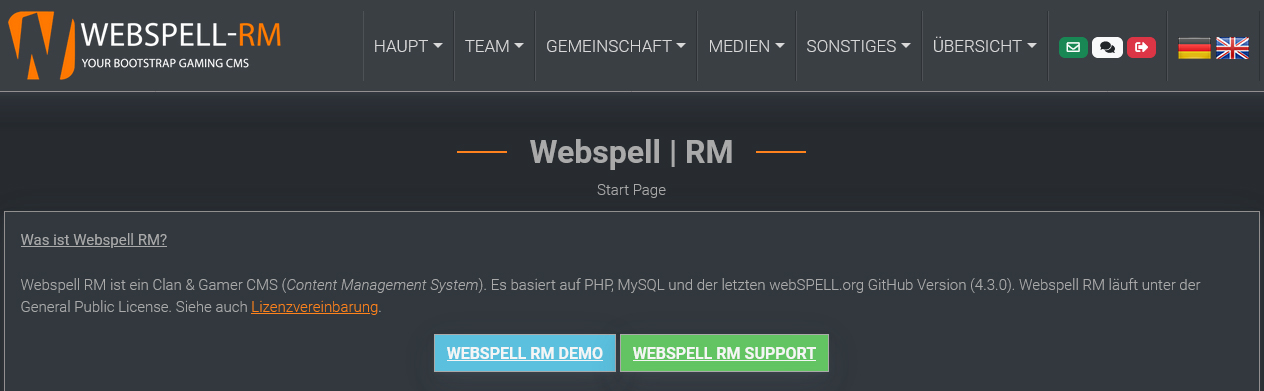 WEBSPELL-RM
YOUR BOOTSTRAP GAMING CMS
HAUPT TEAM GEMEINSCHAFT MEDIEN SONSTIGES ÜBERSICHT
Webspell | RM
Start Page
Was ist Webspell RM?
Webspell RM ist ein Clan & Gamer CMS (Content Management System). Es basiert auf PHP, MySQL und der letzten webSPELL.org GitHub Version (4.3.0). Webspell RM läuft unter der
General Public License. Siehe auch Lizenzvereinbarung.
WEBSPELL RM DEMO WEBSPELL RM SUPPORT